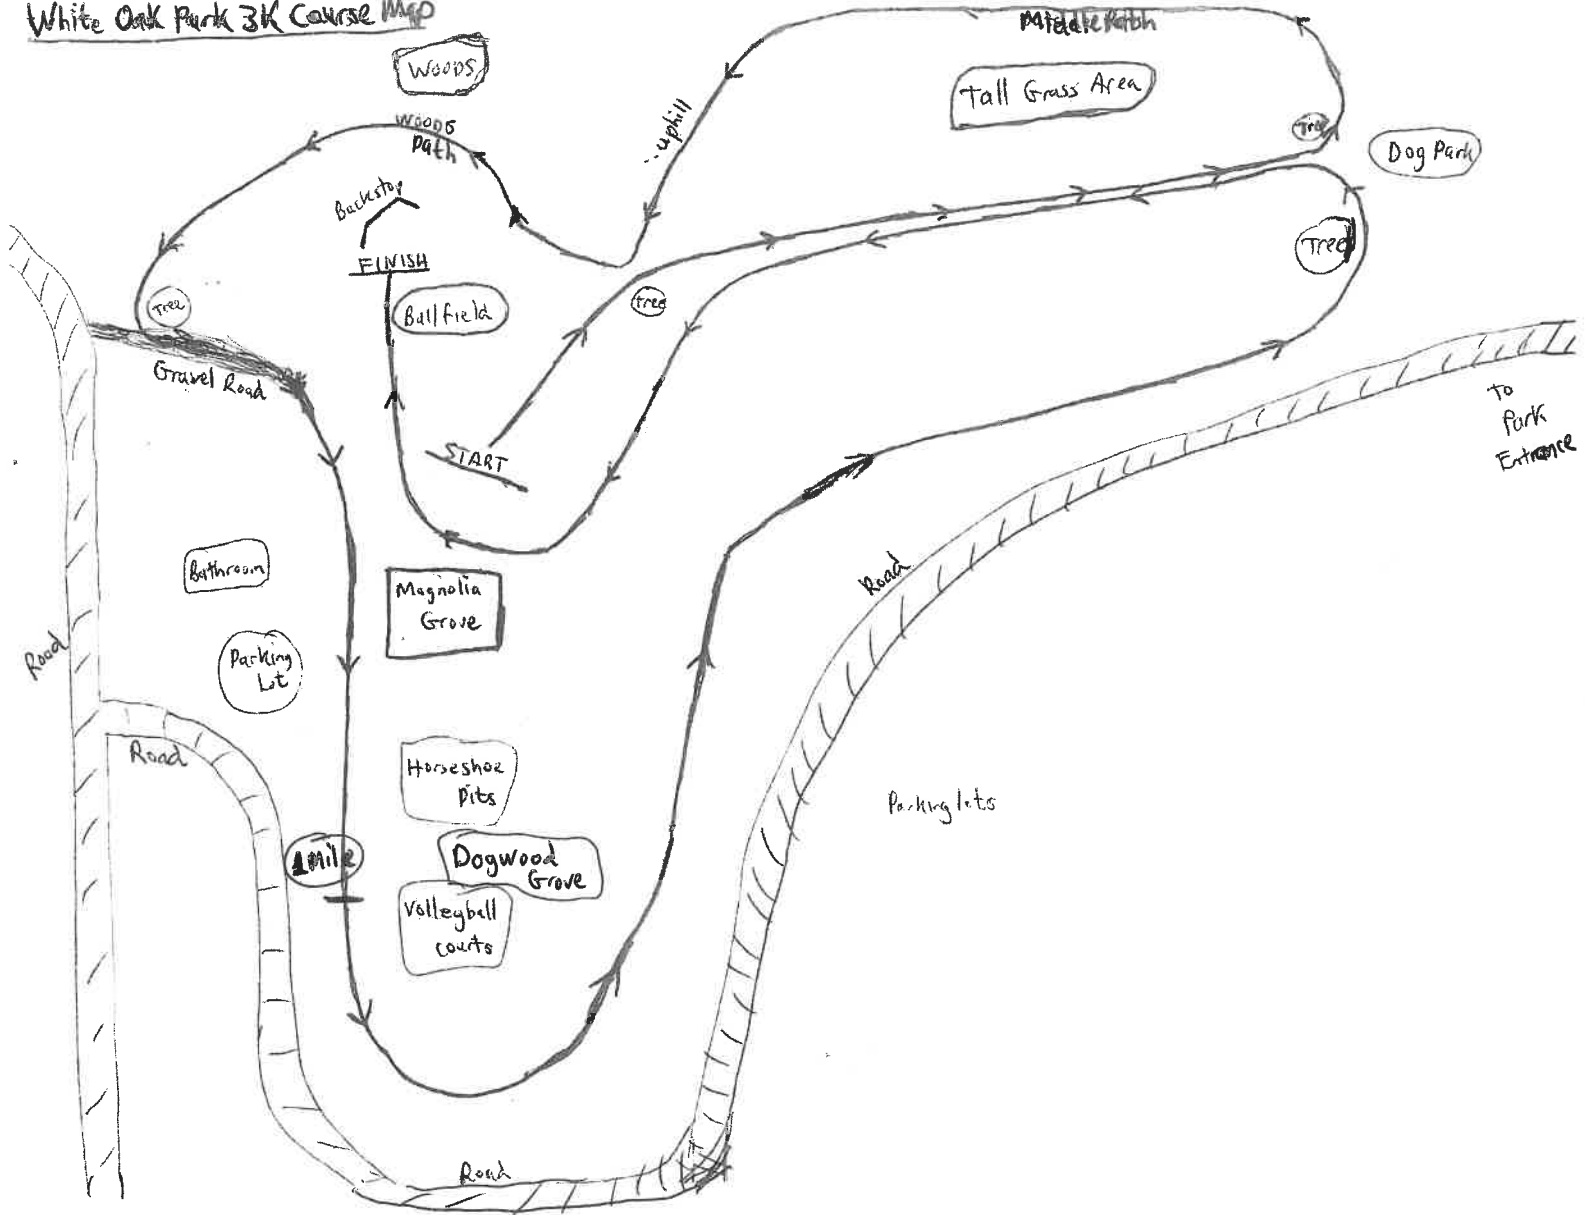 White Oak Park 3K Course Map
Middle Path
Woods
Tall Grass Area
uphill
Woods
Path
Tree
Dog Park
Backstop
Tree
FINISH
Tree
tree
Ballfield
Gravel Road
To
Park
Entrance
START
Bathroom
Road
Magnolia
Grove
Road
Parking
Lot
Road
Horseshoe
Pits
Parking lots
1 Mile
Dogwood
Grove
Volleyball
courts
Road